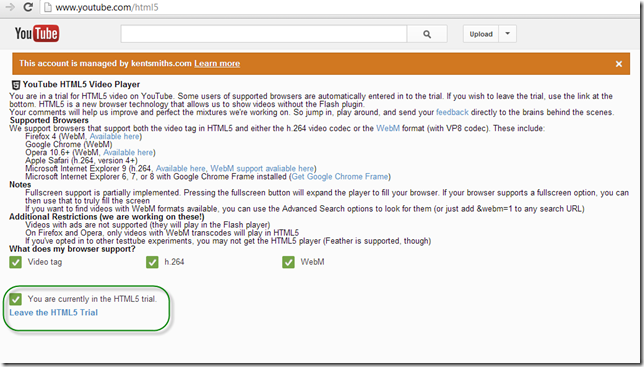 www.youtube.com/html5
YouTube
Upload
This account is managed by kentsmiths.com Learn more
YouTube HTML5 Video Player
You are in a trial for HTML5 video on YouTube. Some users of supported browsers are automatically entered in to the trial. If you wish to leave the trial, use the link at the
bottom. HTML5 is a new browser technology that allows us to show videos without the Flash plugin.
Your comments will help us improve and perfect the mixtures we're working on. So jump in, play around, and send your feedback directly to the brains behind the scenes.
Supported Browsers
We support browsers that support both the video tag in HTML5 and either the h.264 video codec or the WebM format (with VP8 codec). These include:
Firefox 4 (WebM, Available here)
Google Chrome (WebM)
Opera 10.6+ (WebM, Available here)
Apple Safari (h.264, version 4+)
Microsoft Internet Explorer 9 (h.264, Available here, WebM support avaliable here)
Microsoft Internet Explorer 6, 7, or 8 with Google Chrome Frame installed (Get Google Chrome Frame)
Notes
Fullscreen support is partially implemented. Pressing the fullscreen button will expand the player to fill your browser. If your browser supports a fullscreen option, you can
then use that to truly fill the screen
If you want to find videos with WebM formats available, you can use the Advanced Search options to look for them (or just add &webm=1 to any search URL)
Additional Restrictions (we are working on these!)
Videos with ads are not supported (they will play in the Flash player)
On Firefox and Opera, only videos with WebM transcodes will play in HTML5
If you've opted in to other testtube experiments, you may not get the HTML5 player (Feather is supported, though)
What does my browser support?
Video tag h.264 WebM
You are currently in the HTML5 trial.
Leave the HTML5 Trial